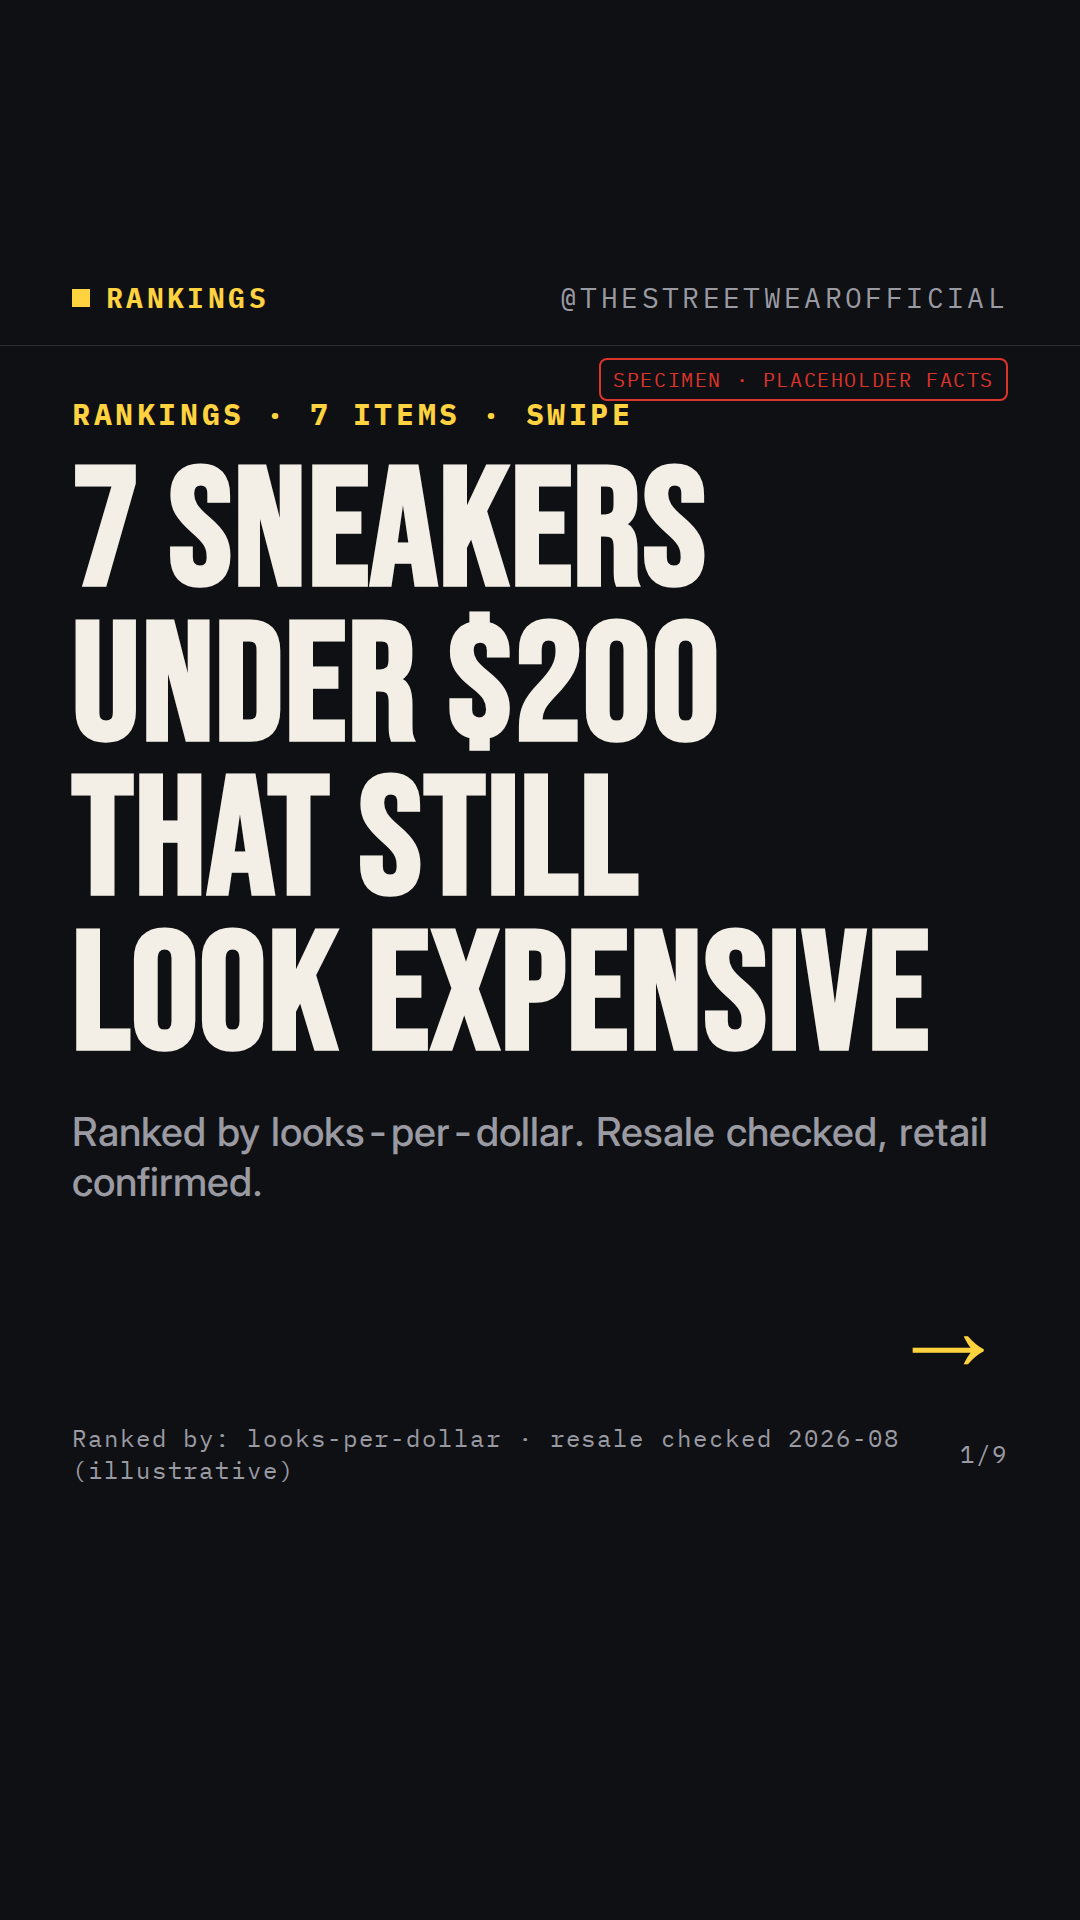 RANKINGS
@THESTREETWEAROFFICIAL
SPECIMEN · PLACEHOLDER FACTS
RANKINGS · 7 ITEMS · SWIPE
7 SNEAKERS
UNDER $200
THAT STILL
LOOK EXPENSIVE
Ranked by looks-per-dollar. Resale checked, retail
confirmed.
→
Ranked by: looks-per-dollar · resale checked 2026-08
(illustrative)
1/9